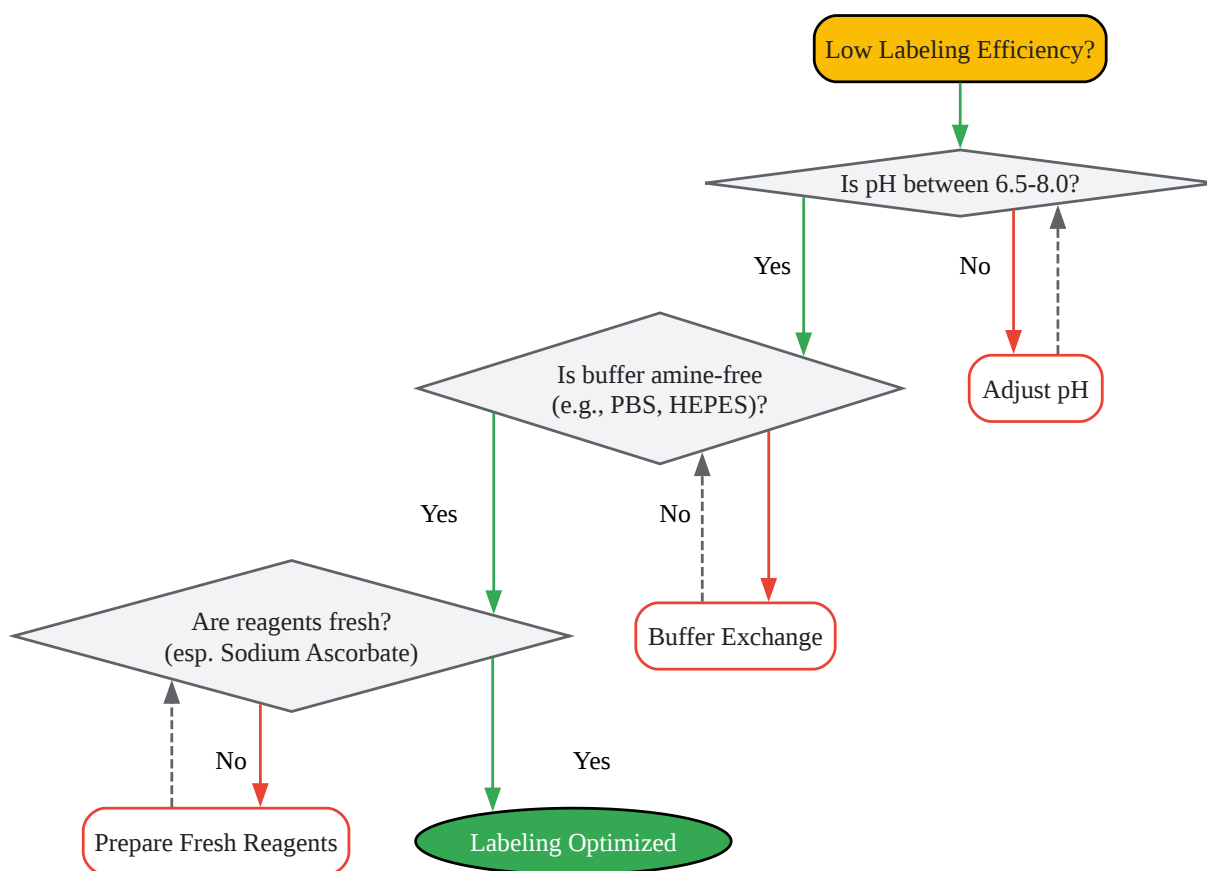 Low Labeling Efficiency?
Is pH between 6.5-8.0?
Yes
No
Is buffer amine-free
(e.g., PBS, HEPES)?
Adjust pH
Yes
No
Are reagents fresh?
(esp. Sodium Ascorbate)
Buffer Exchange
No
Yes
Prepare Fresh Reagents
Labeling Optimized